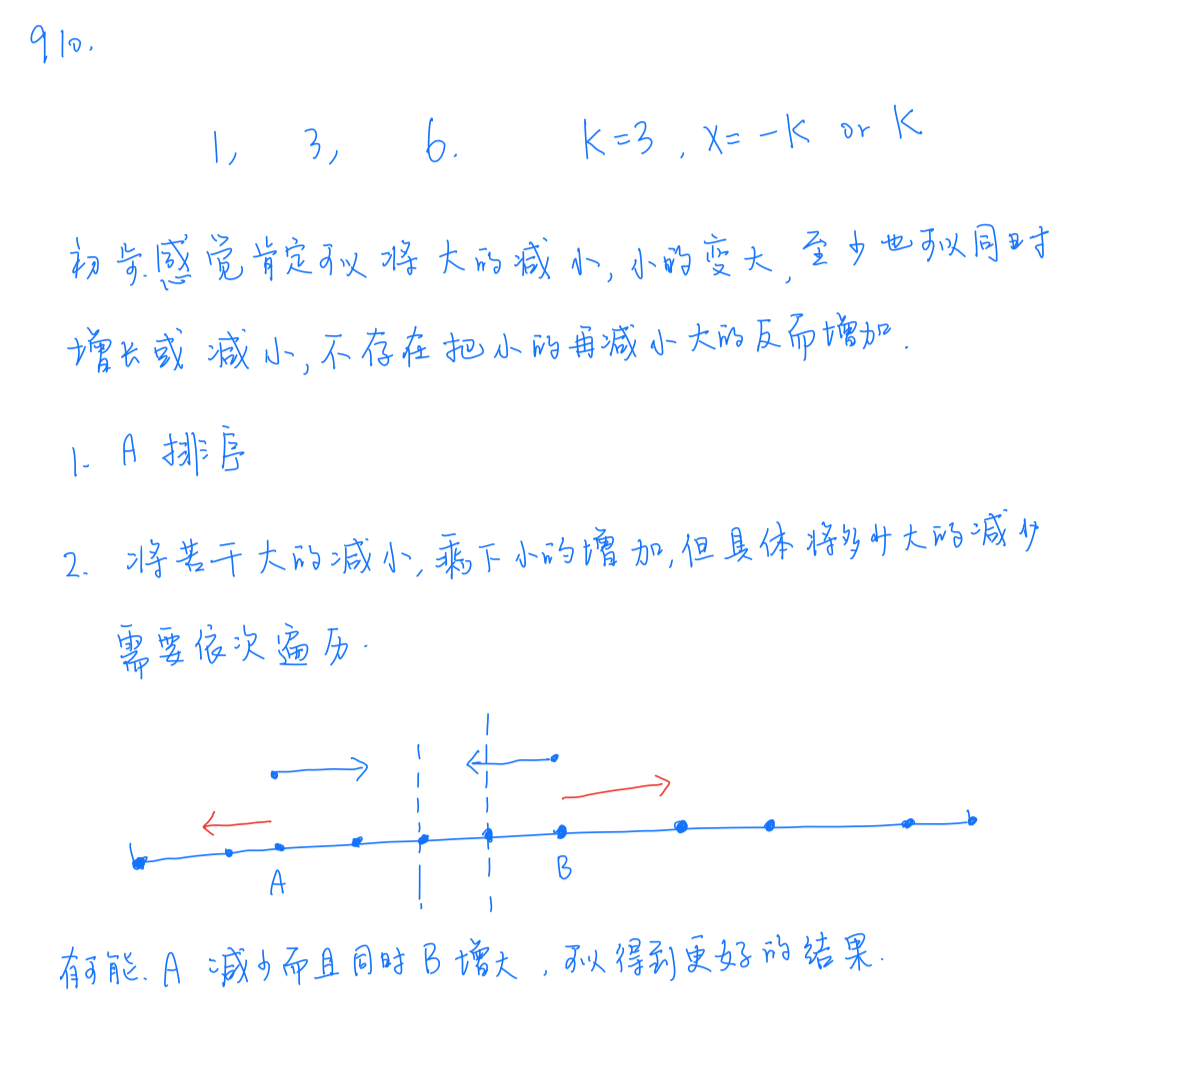 910.
1, 3, 6. K=3, x= -K or K
初步感觉肯定可以将大的减小,小的变大,至少也可以同时
增长或减小,不存在把小的再减小大的反而增加.
1. A 排序
2. 将若干大的减小,剩下小的增加,但具体将多少大的减少
需要依次遍历.
A B
有可能 A 减少而且同时 B 增大,可以得到更好的结果.